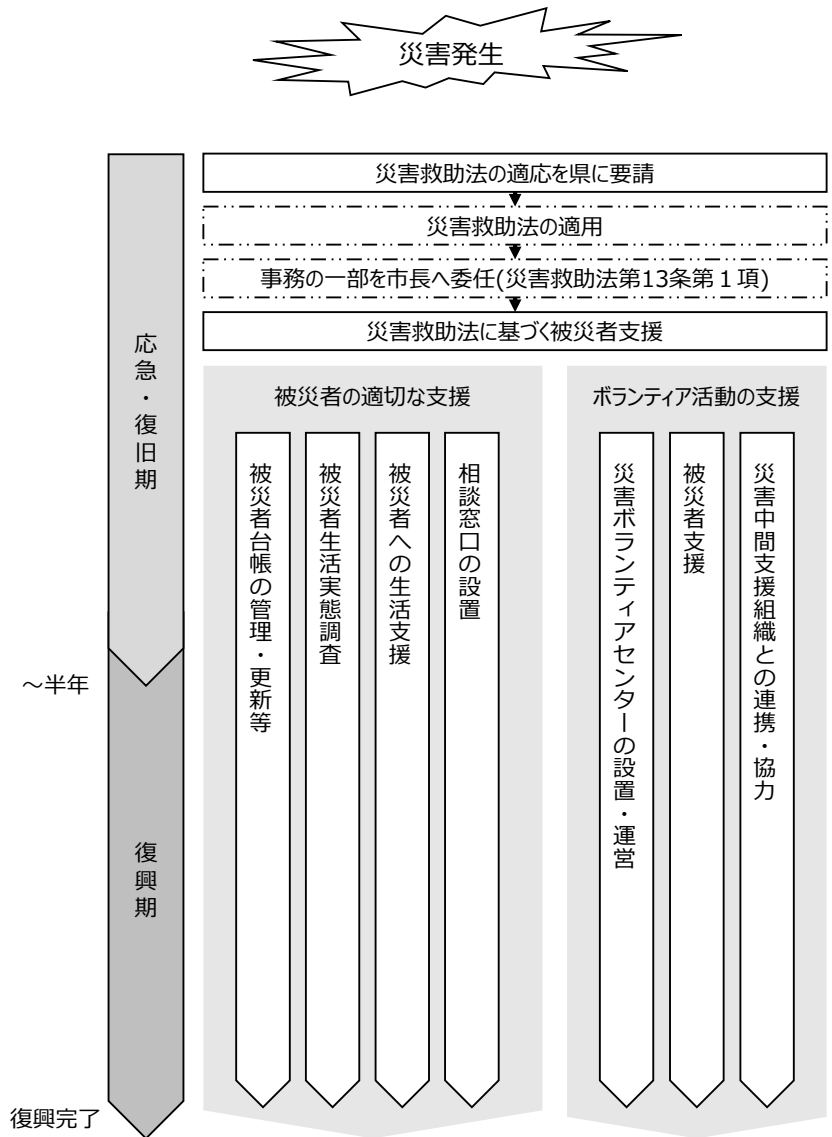 災害発生
災害救助法の適応を県に要請
災害救助法の適用
事務の一部を市長へ委任(災害救助法第13条第１項)
災害救助法に基づく被災者支援
応急・復旧期
被災者の適切な支援
被災者台帳の管理・更新等
被災者生活実態調査
被災者への生活支援
相談窓口の設置
ボランティア活動の支援
災害ボランティアセンターの設置・運営
被災者支援
災害中間支援組織との連携・協力
～半年
復興期
復興完了